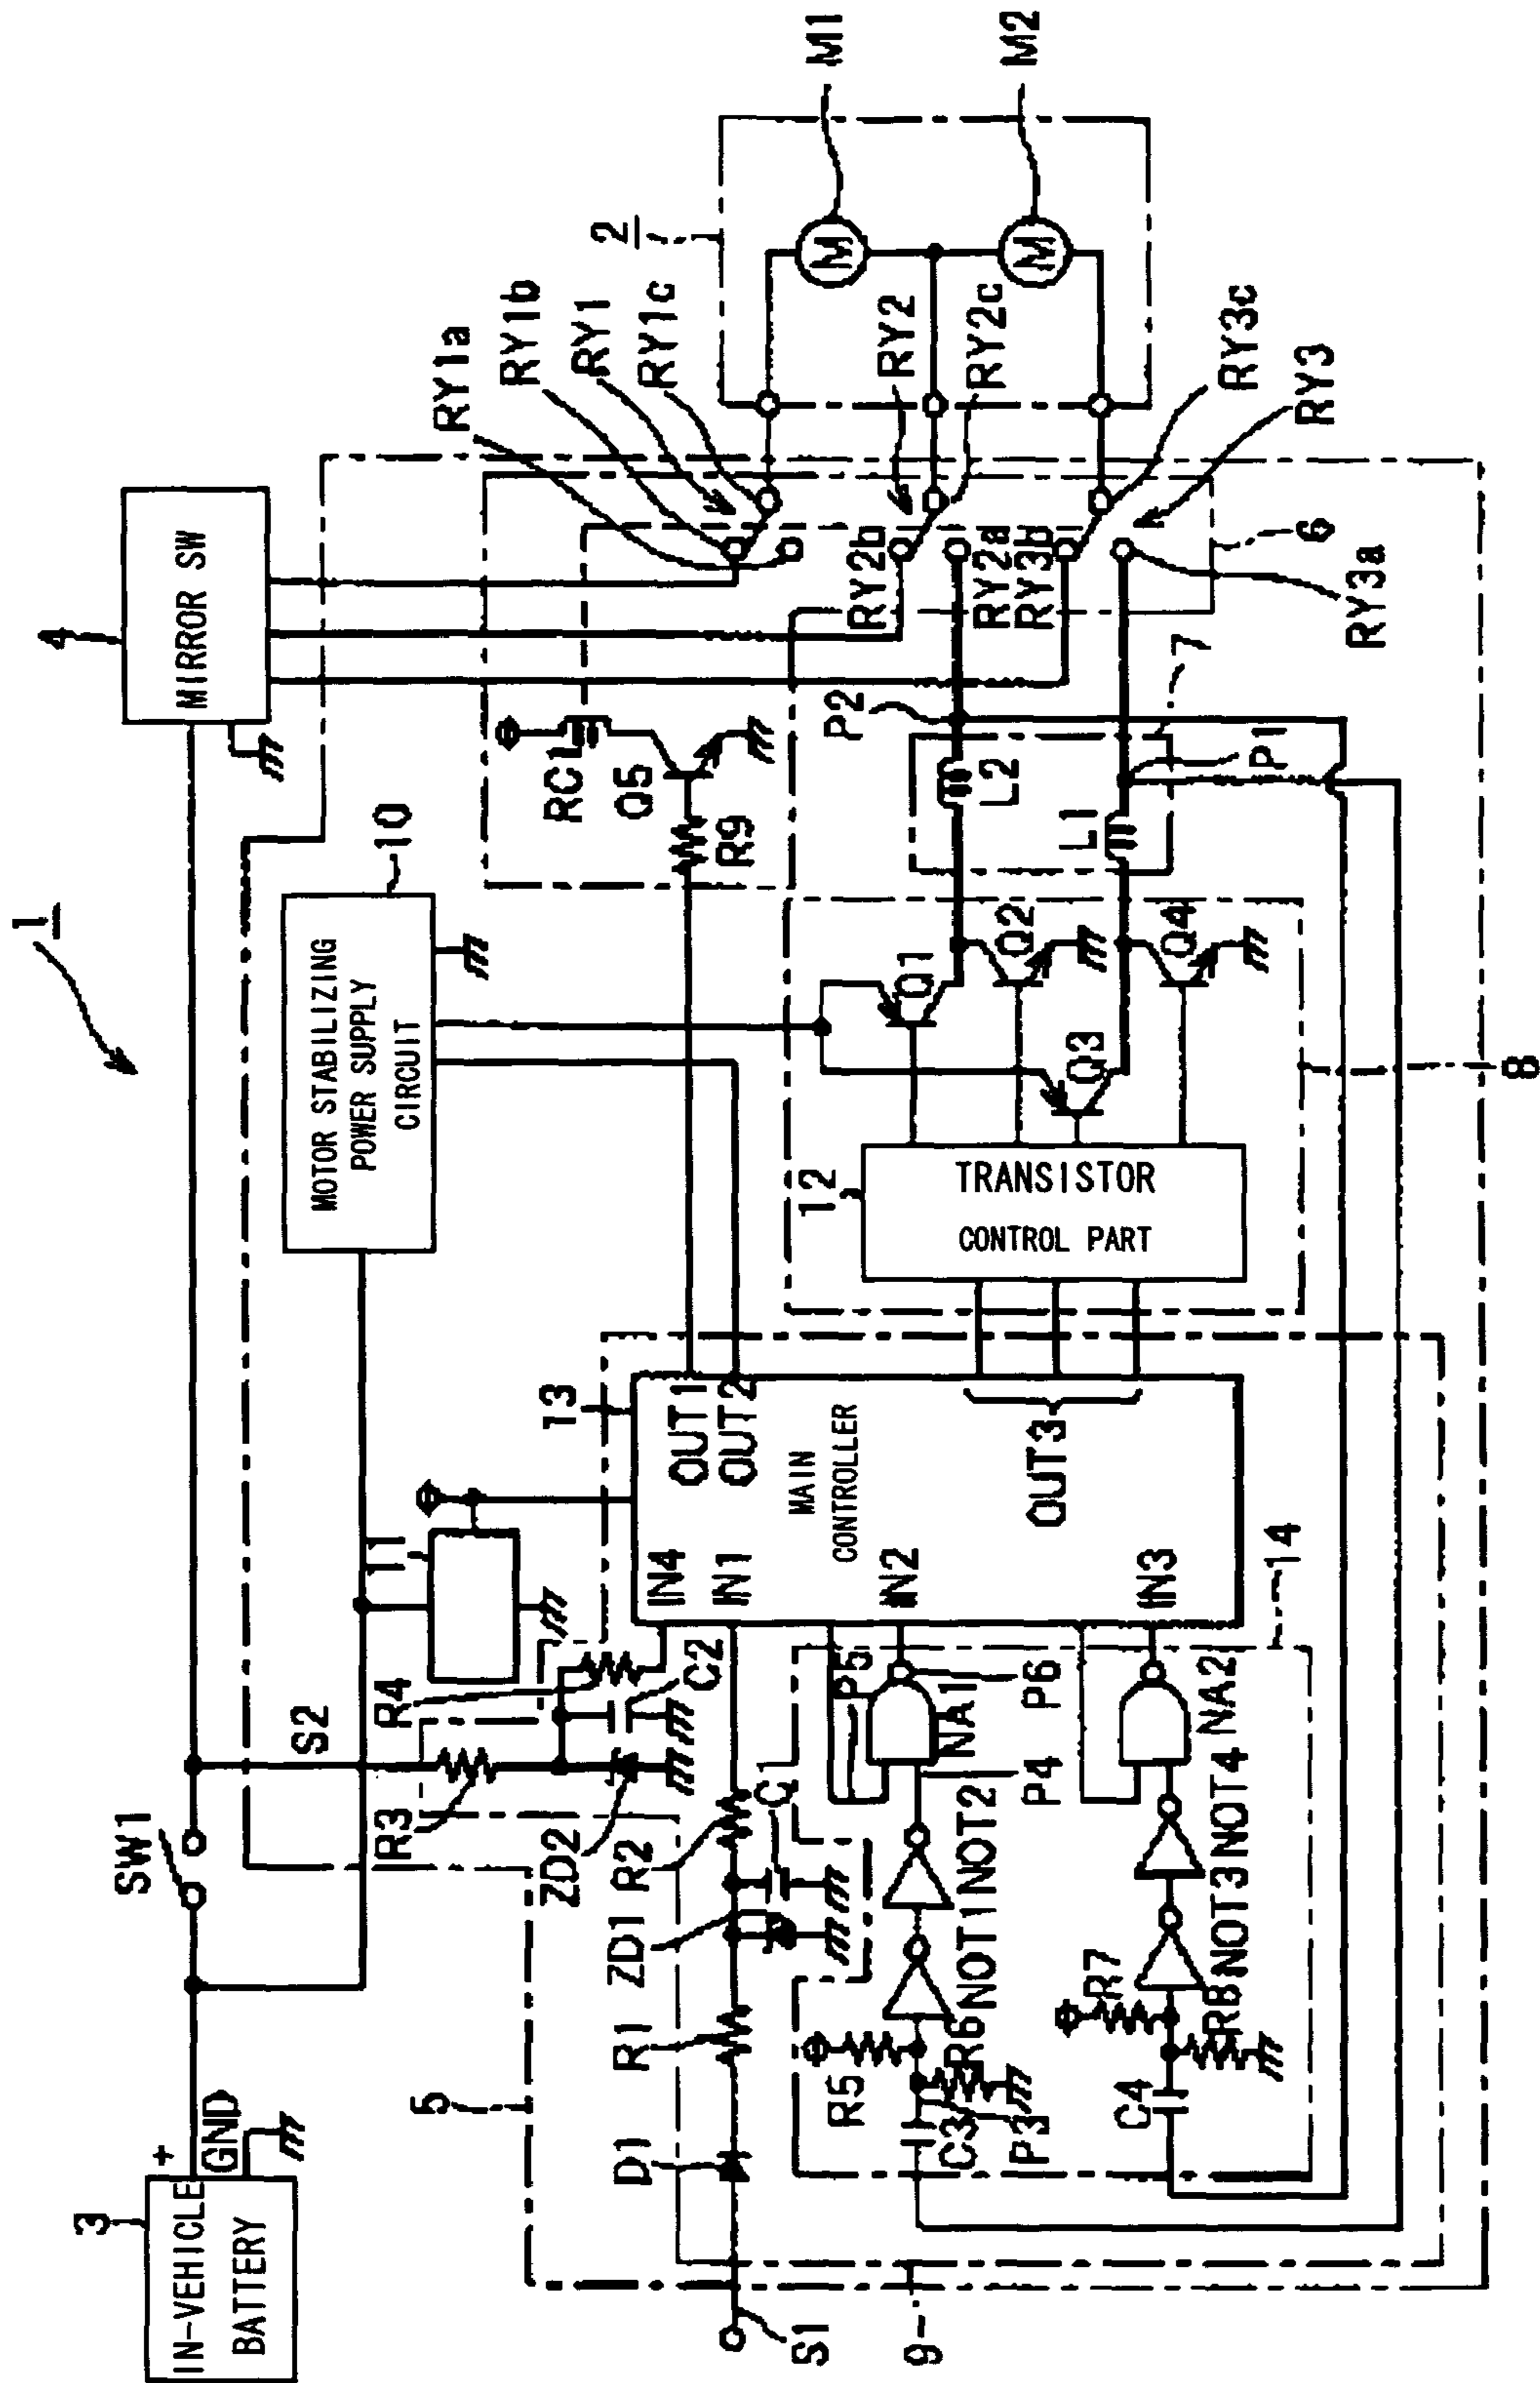 1
3
IN-VEHICLE
BATTERY
+
GND
SW1
S2
4
MIRROR SW
10
MOTOR STABILIZING
POWER SUPPLY
CIRCUIT
11
5
D1
R1
ZD1
R2
C1
IR3
ZD2
R4
C2
S1
9
13
IN4
IN1
IN2
IN3
OUT1
OUT2
OUT3
MAIN
CONTROLLER
14
R5
C3
P3
R6
NOT1
NOT2
P4
P5
NA1
P6
C4
R7
R8
NOT3
NOT4
NA2
12
TRANSISTOR
CONTROL PART
8
Q1
Q2
Q3
Q4
R9
Q5
RC1
L2
L1
P2
P1
7
6
RY1a
RY1b
RY1
RY1c
RY2b
RY2a
RY2
RY2c
RY3b
RY3a
RY3c
RY3
2
M
M
M1
M2